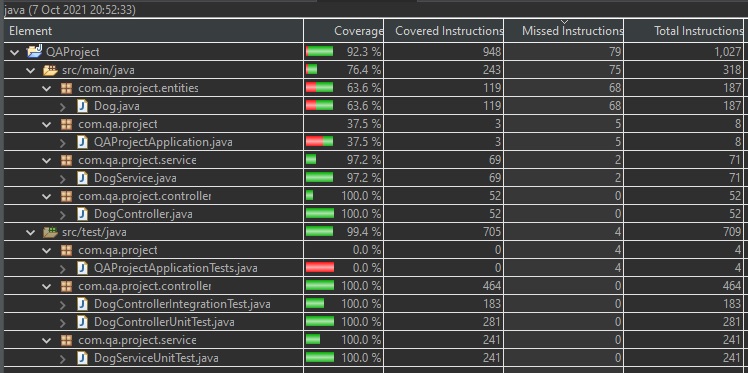 java (7 Oct 2021 20:52:33)
Element Coverage Covered Instructions Missed Instructions Total Instructions
QAProject 92.3 % 948 79 1,027
src/main/java 76.4 % 243 75 318
com.qa.project.entities 63.6 % 119 68 187
Dog.java 63.6 % 119 68 187
com.qa.project 37.5 % 3 5 8
QAProjectApplication.java 37.5 % 3 5 8
com.qa.project.service 97.2 % 69 2 71
DogService.java 97.2 % 69 2 71
com.qa.project.controller 100.0 % 52 0 52
DogController.java 100.0 % 52 0 52
src/test/java 99.4 % 705 4 709
com.qa.project 0.0 % 0 4 4
QAProjectApplicationTests.java 0.0 % 0 4 4
com.qa.project.controller 100.0 % 464 0 464
DogControllerIntegrationTest.java 100.0 % 183 0 183
DogControllerUnitTest.java 100.0 % 281 0 281
com.qa.project.service 100.0 % 241 0 241
DogServiceUnitTest.java 100.0 % 241 0 241